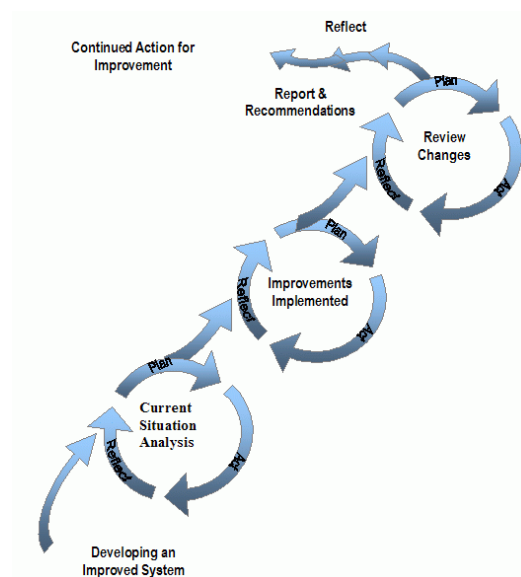 Reflect
Continued Action for
Improvement
Plan
Report &
Recommendations
Review
Changes
Act
Reflect
Plan
Improvements
Implemented
Reflect
Act
Plan
Current
Situation
Analysis
Reflect
Act
Developing an
Improved System